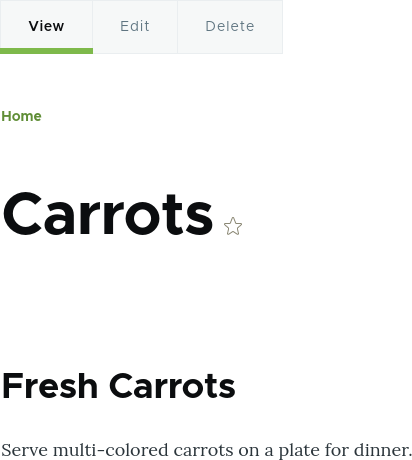 View Edit Delete
Home
Carrots
Fresh Carrots
Serve multi-colored carrots on a plate for dinner.